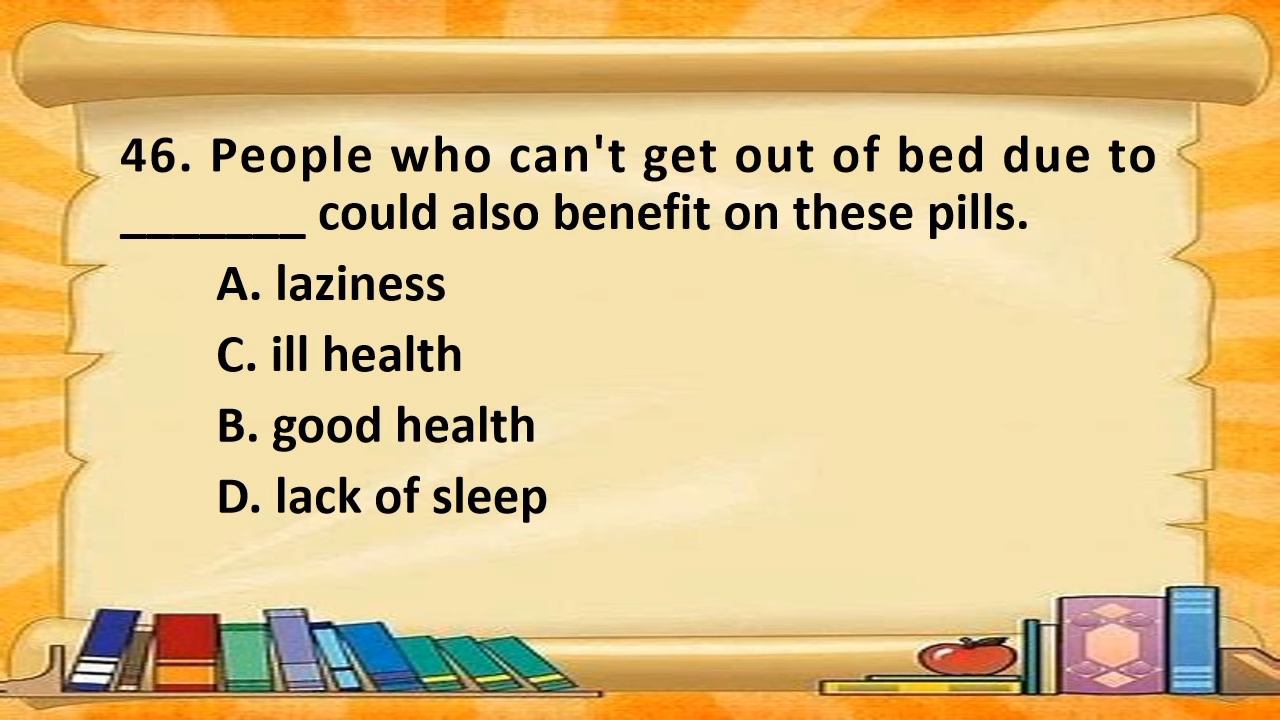 46. People who can't get out of bed due to
_______ could also benefit on these pills.
A. laziness
C. ill health
B. good health
D. lack of sleep